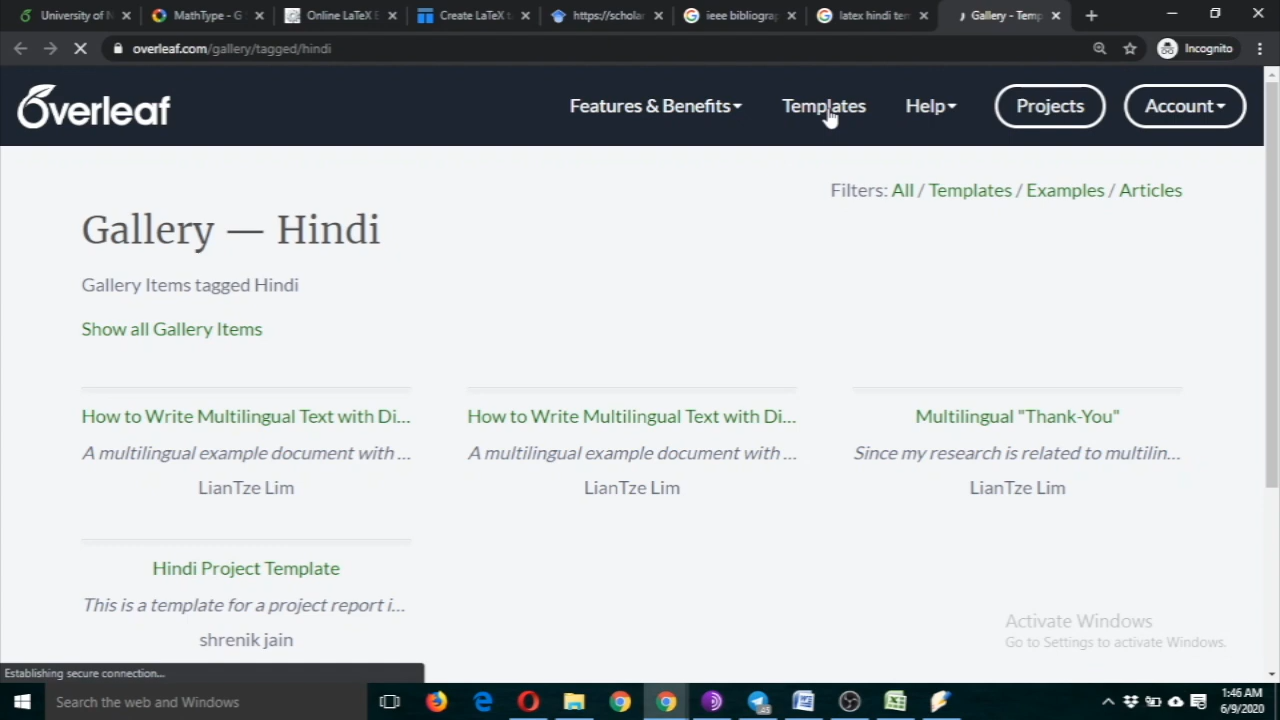 University of N
MathType - G
Online LaTeX E
Create LaTeX t
https://schola
ieee bibliogra
latex hindi te
Gallery - Temp
overleaf.com/gallery/tagged/hindi
Incognito
Overleaf
Features & Benefits
Templates
Help
Projects
Account
Filters: All / Templates / Examples / Articles
Gallery — Hindi
Gallery Items tagged Hindi
Show all Gallery Items
How to Write Multilingual Text with Di...
A multilingual example document with ...
LianTze Lim
How to Write Multilingual Text with Di...
A multilingual example document with ...
LianTze Lim
Multilingual "Thank-You"
Since my research is related to multilin...
LianTze Lim
Hindi Project Template
This is a template for a project report i...
shrenik jain
Activate Windows
Go to Settings to activate Windows.
Establishing secure connection...
Search the web and Windows
45
1:46 AM
6/9/2020